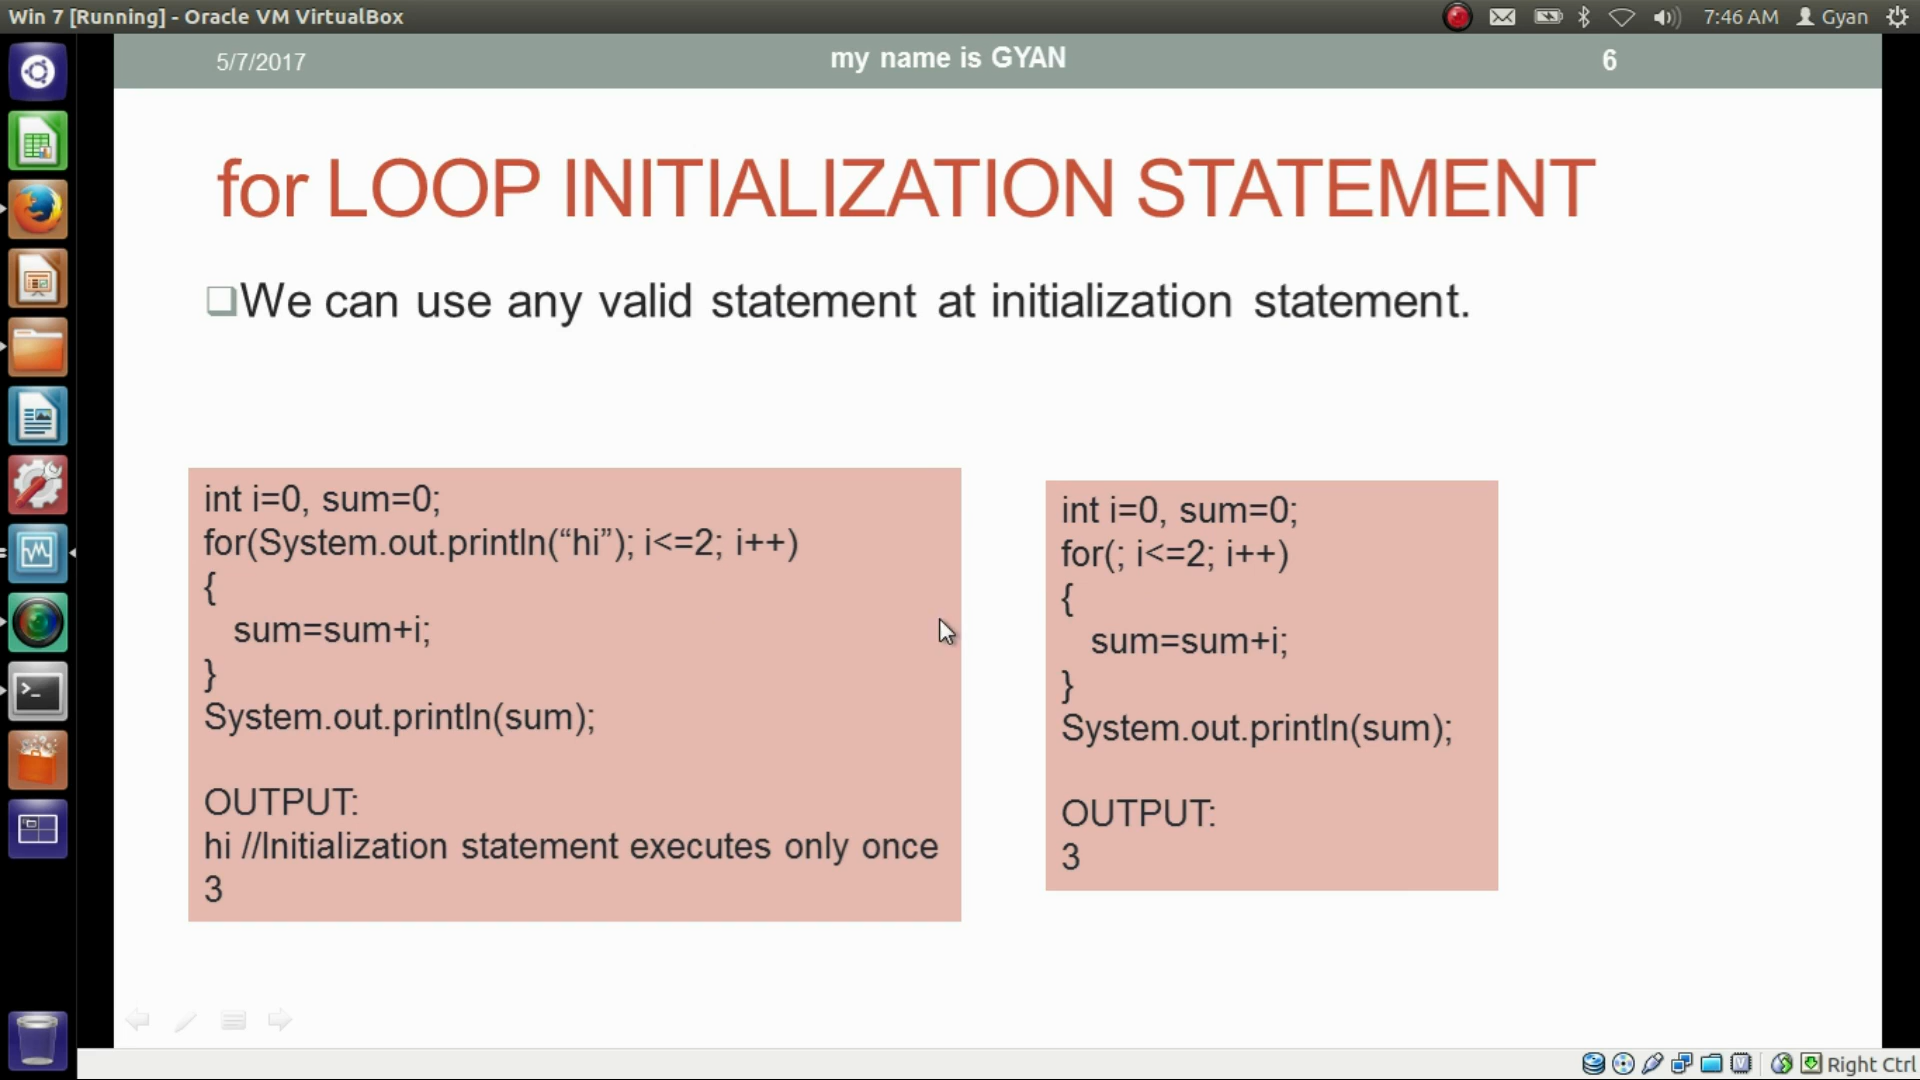 Win 7 [Running] - Oracle VM VirtualBox
7:46 AM Gyan
5/7/2017
my name is GYAN
6
for LOOP INITIALIZATION STATEMENT
We can use any valid statement at initialization statement.
int i=0, sum=0;
for(System.out.println(“hi”); i<=2; i++)
{
sum=sum+i;
}
System.out.println(sum);
OUTPUT:
hi //Initialization statement executes only once
3
int i=0, sum=0;
for(; i<=2; i++)
{
sum=sum+i;
}
System.out.println(sum);
OUTPUT:
3
Right Ctrl